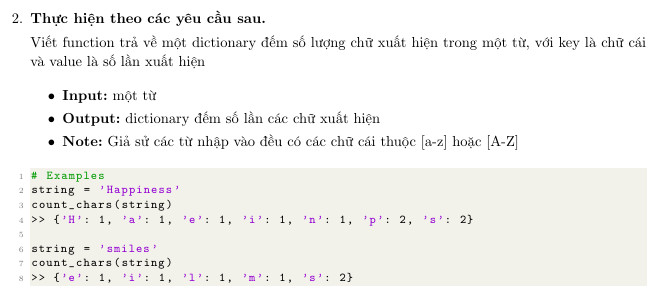 2. Thực hiện theo các yêu cầu sau.
Viết function trả về một dictionary đếm số lượng chữ xuất hiện trong một từ, với key là chữ cái
và value là số lần xuất hiện
• Input: một từ
• Output: dictionary đếm số lần các chữ xuất hiện
• Note: Giả sử các từ nhập vào đều có các chữ cái thuộc [a-z] hoặc [A-Z]
1 # Examples
2 string = 'Happiness'
3 count_chars(string)
4 >> {'H': 1, 'a': 1, 'e': 1, 'i': 1, 'n': 1, 'p': 2, 's': 2}
5
6 string = 'smiles'
7 count_chars(string)
8 >> {'e': 1, 'i': 1, 'l': 1, 'm': 1, 's': 2}